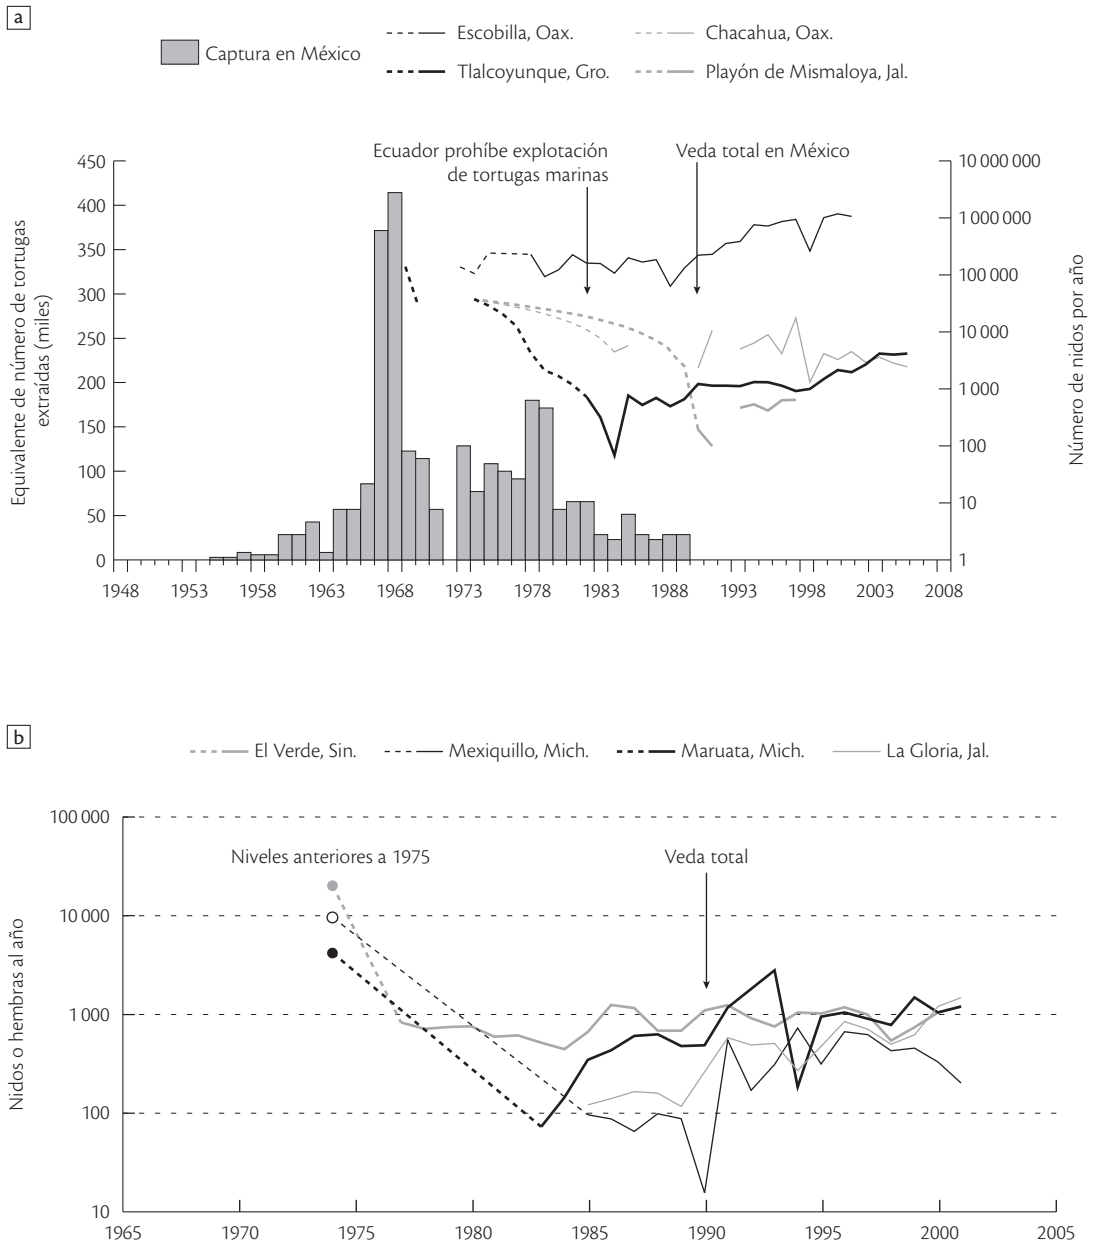 a
Captura en México
Escobilla, Oax.
Chacahua, Oax.
Tlalcoyunque, Gro.
Playón de Mismaloya, Jal.
Ecuador prohíbe explotación
de tortugas marinas
Veda total en México
Equivalente de número de tortugas
extraídas (miles)
450
400
350
300
250
200
150
100
50
0
10 000 000
1 000 000
100 000
10 000
1 000
100
10
1
Número de nidos por año
1948 1953 1958 1963 1968 1973 1978 1983 1988 1993 1998 2003 2008
b
El Verde, Sin.
Mexiquillo, Mich.
Maruata, Mich.
La Gloria, Jal.
Niveles anteriores a 1975
Veda total
Nidos o hembras al año
100 000
10 000
1 000
100
10
1965 1970 1975 1980 1985 1990 1995 2000 2005